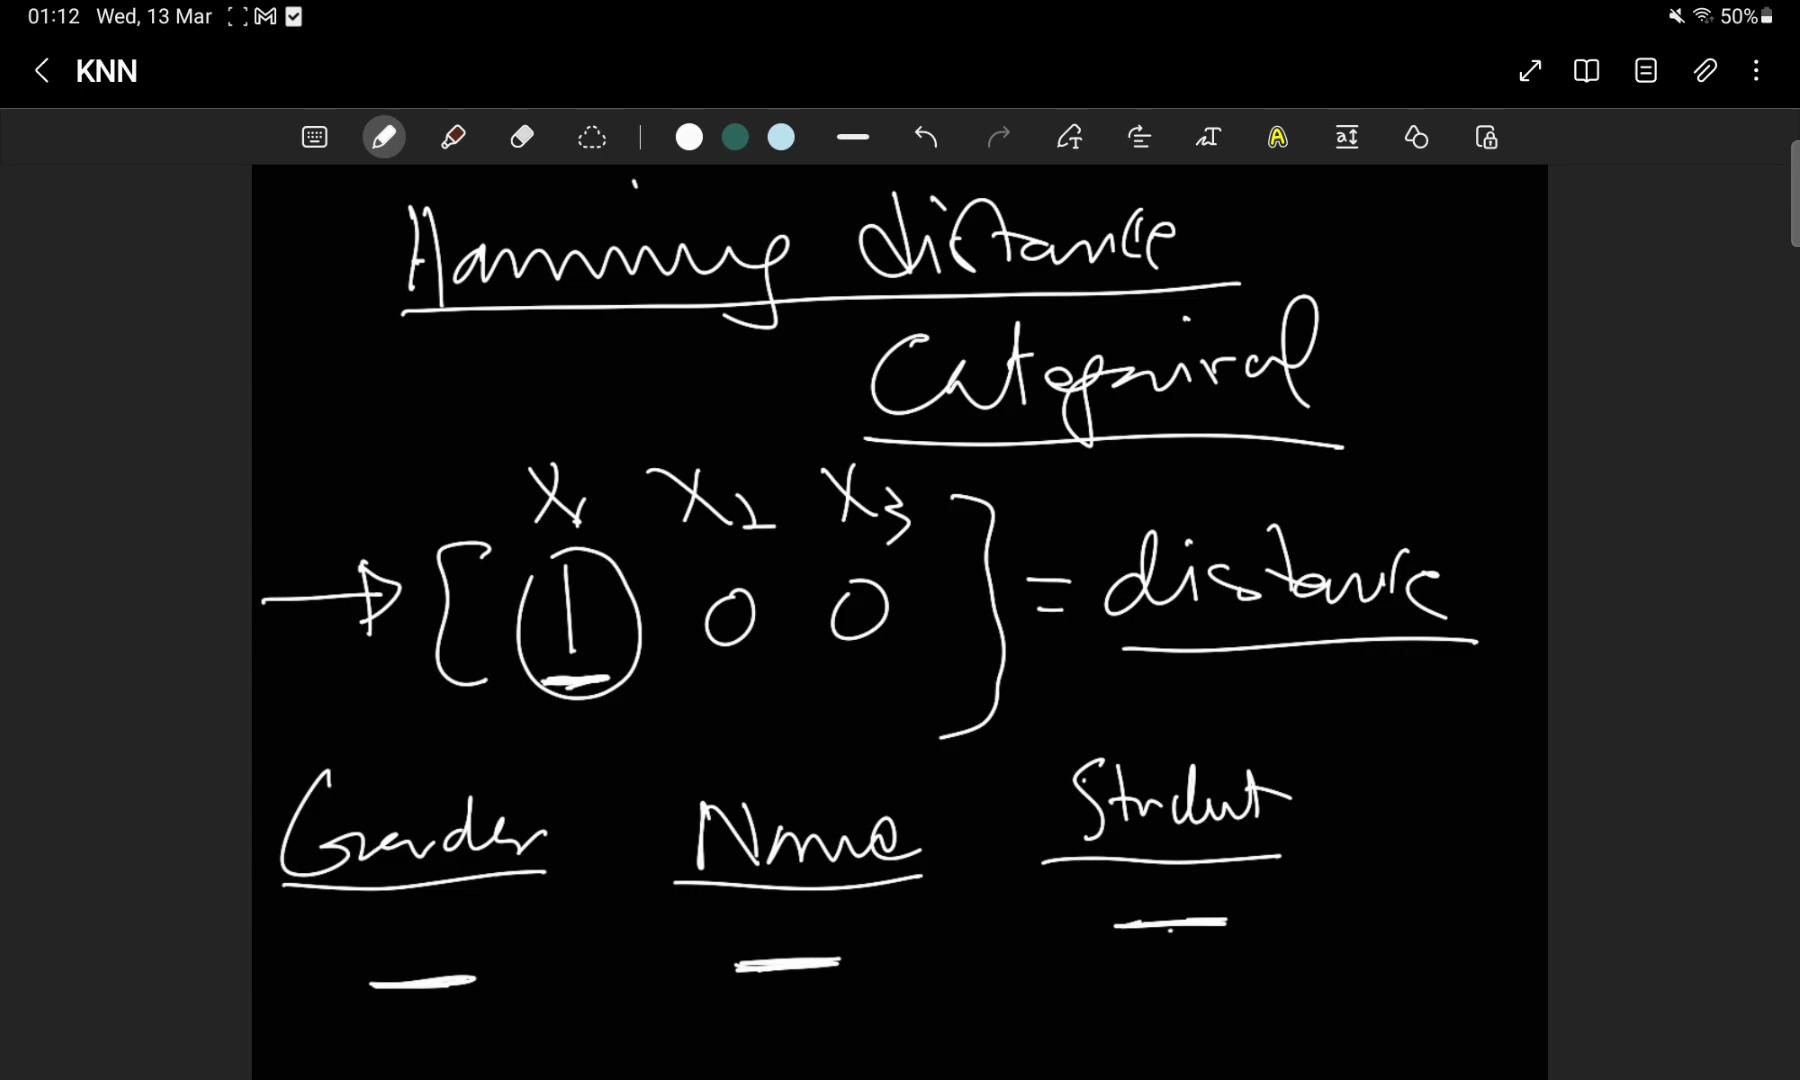 01:12 Wed, 13 Mar 50%
KNN
Hamming distance
Categorical
X1 X2 X3
[ 1 0 0 ] = distance
Gender Name Student